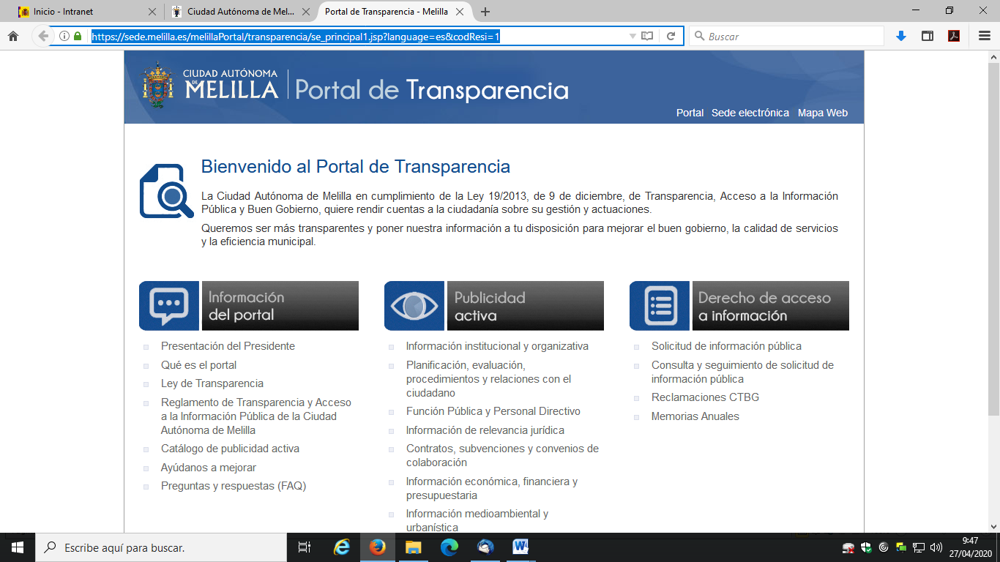 Inicio - Intranet
Ciudad Autónoma de Mel...
Portal de Transparencia - Melilla
https://sede.melilla.es/melillaPortal/transparencia/se_principal1.jsp?language=es&codResi=1
Buscar
CIUDAD AUTÓNOMA
DE MELILLA
Portal de Transparencia
Portal Sede electrónica Mapa Web
Bienvenido al Portal de Transparencia
La Ciudad Autónoma de Melilla en cumplimiento de la Ley 19/2013, de 9 de diciembre, de Transparencia, Acceso a la Información
Pública y Buen Gobierno, quiere rendir cuentas a la ciudadanía sobre su gestión y actuaciones.
Queremos ser más transparentes y poner nuestra información a tu disposición para mejorar el buen gobierno, la calidad de servicios
y la eficiencia municipal.
Información
del portal
Presentación del Presidente
Qué es el portal
Ley de Transparencia
Reglamento de Transparencia y Acceso
a la Información Pública de la Ciudad
Autónoma de Melilla
Catálogo de publicidad activa
Ayúdanos a mejorar
Preguntas y respuestas (FAQ)
Publicidad
activa
Información institucional y organizativa
Planificación, evaluación,
procedimientos y relaciones con el
ciudadano
Función Pública y Personal Directivo
Información de relevancia jurídica
Contratos, subvenciones y convenios de
colaboración
Información económica, financiera y
presupuestaria
Información medioambiental y
urbanística
Derecho de acceso
a información
Solicitud de información pública
Consulta y seguimiento de solicitud de
información pública
Reclamaciones CTBG
Memorias Anuales
Escribe aquí para buscar.
9:47
27/04/2020